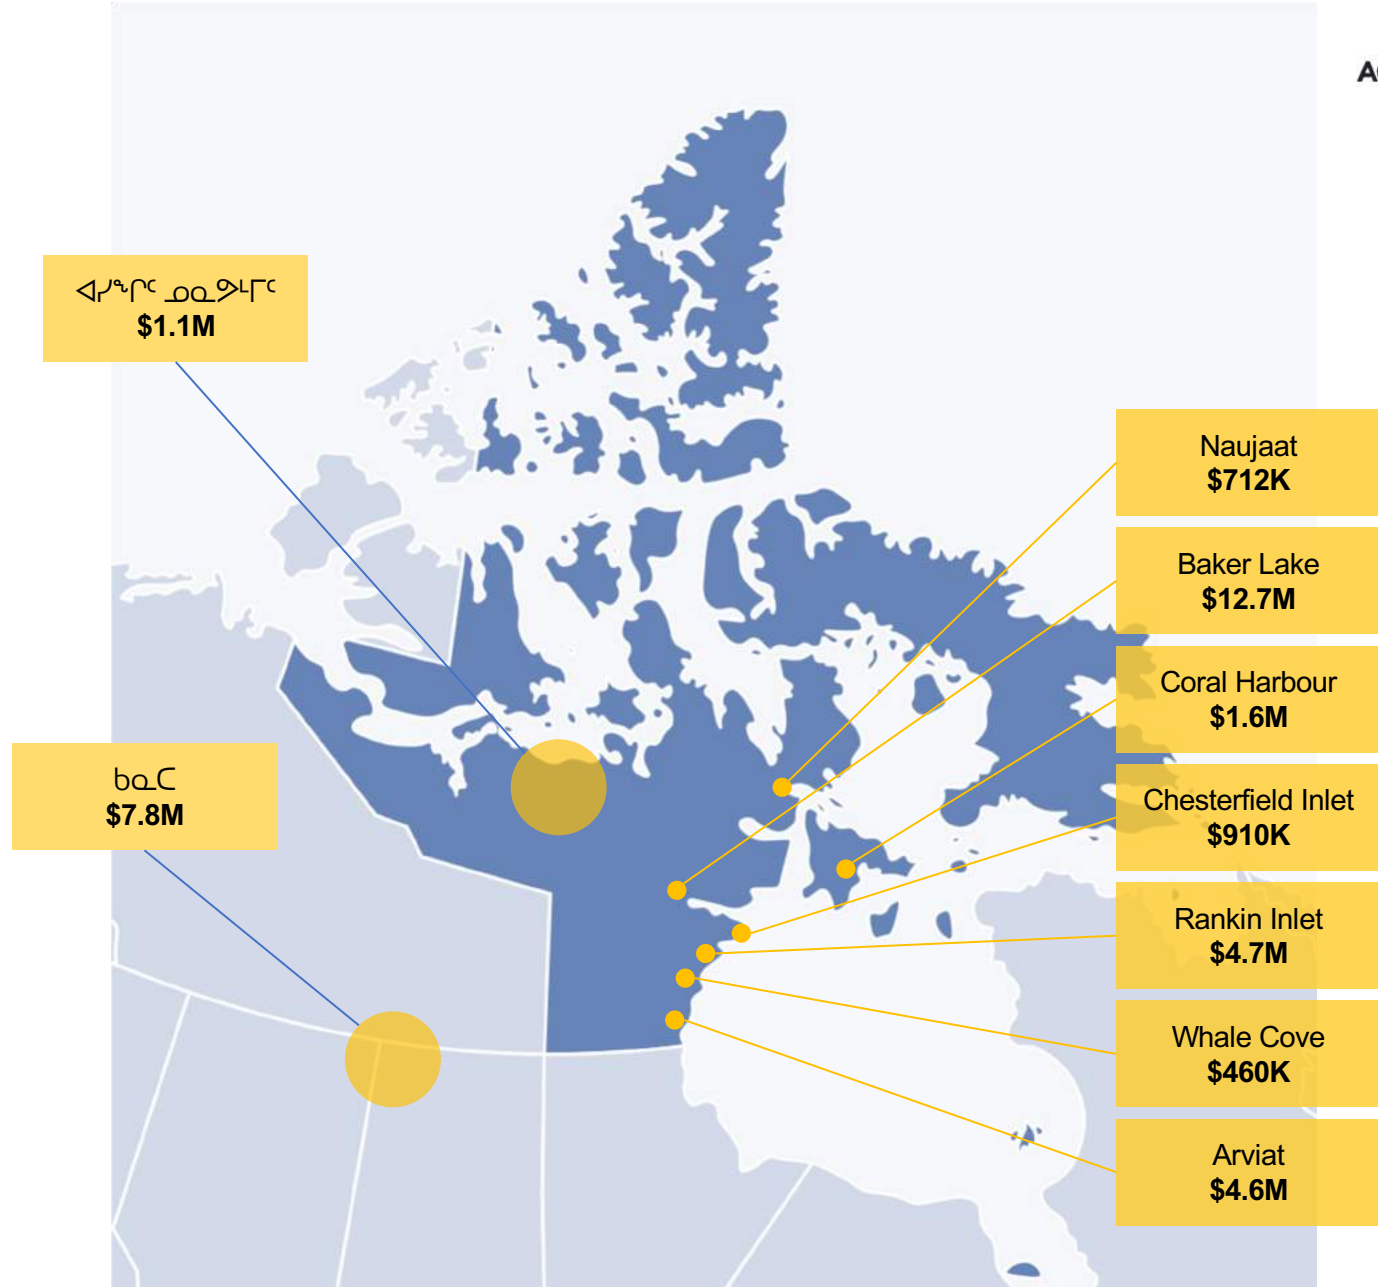 ᐊᓯᖏᑦ ᓄᓇᕗᒻᒥᑦ
$1.1M
ᑲᓇᑕ
$7.8M
Naujaat
$712K
Baker Lake
$12.7M
Coral Harbour
$1.6M
Chesterfield Inlet
$910K
Rankin Inlet
$4.7M
Whale Cove
$460K
Arviat
$4.6M